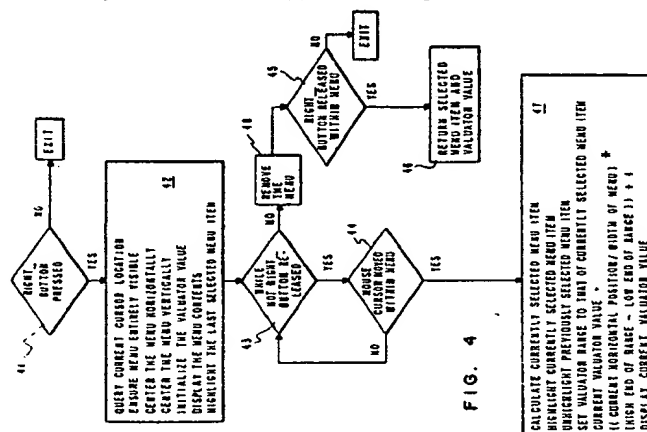 41
RIGHT
BUTTON
PRESSED
NO
EXIT
YES
42
QUERY CURRENT CURSOR LOCATION
ENSURE MENU ENTIRELY VISIBLE
CENTER THE MENU HORIZONTALLY
CENTER THE MENU VERTICALLY
INITIALIZE THE VALUATOR VALUE
DISPLAY THE MENU CONTENTS
HIGHLIGHT THE LAST SELECTED MENU ITEM
43
WHILE
NOT RIGHT
BUTTON RE-
LEASED
NO
48
REMOVE
THE
MENU
45
RIGHT
BUTTON RELEASED
WITHIN MENU
NO
EXIT
YES
46
RETURN SELECTED
MENU ITEM AND
VALUATOR VALUE
YES
44
MOUSE
CURSOR MOVED
WITHIN MENU
NO
YES
47
CALCULATE CURRENTLY SELECTED MENU ITEM
HIGHLIGHT CURRENTLY SELECTED MENU ITEM
UNHIGHLIGHT PREVIOUSLY SELECTED MENU ITEM
SET VALUATOR RANGE TO THAT OF CURRENTLY SELECTED MENU ITEM
CURRENT VALUATOR VALUE =
((CURRENT HORIZONTAL POSITION/WIDTH OF MENU) *
(HIGH END OF RANGE - LOW END OF RANGE)) +
DISPLAY CURRENT VALUATOR VALUE
FIG. 4